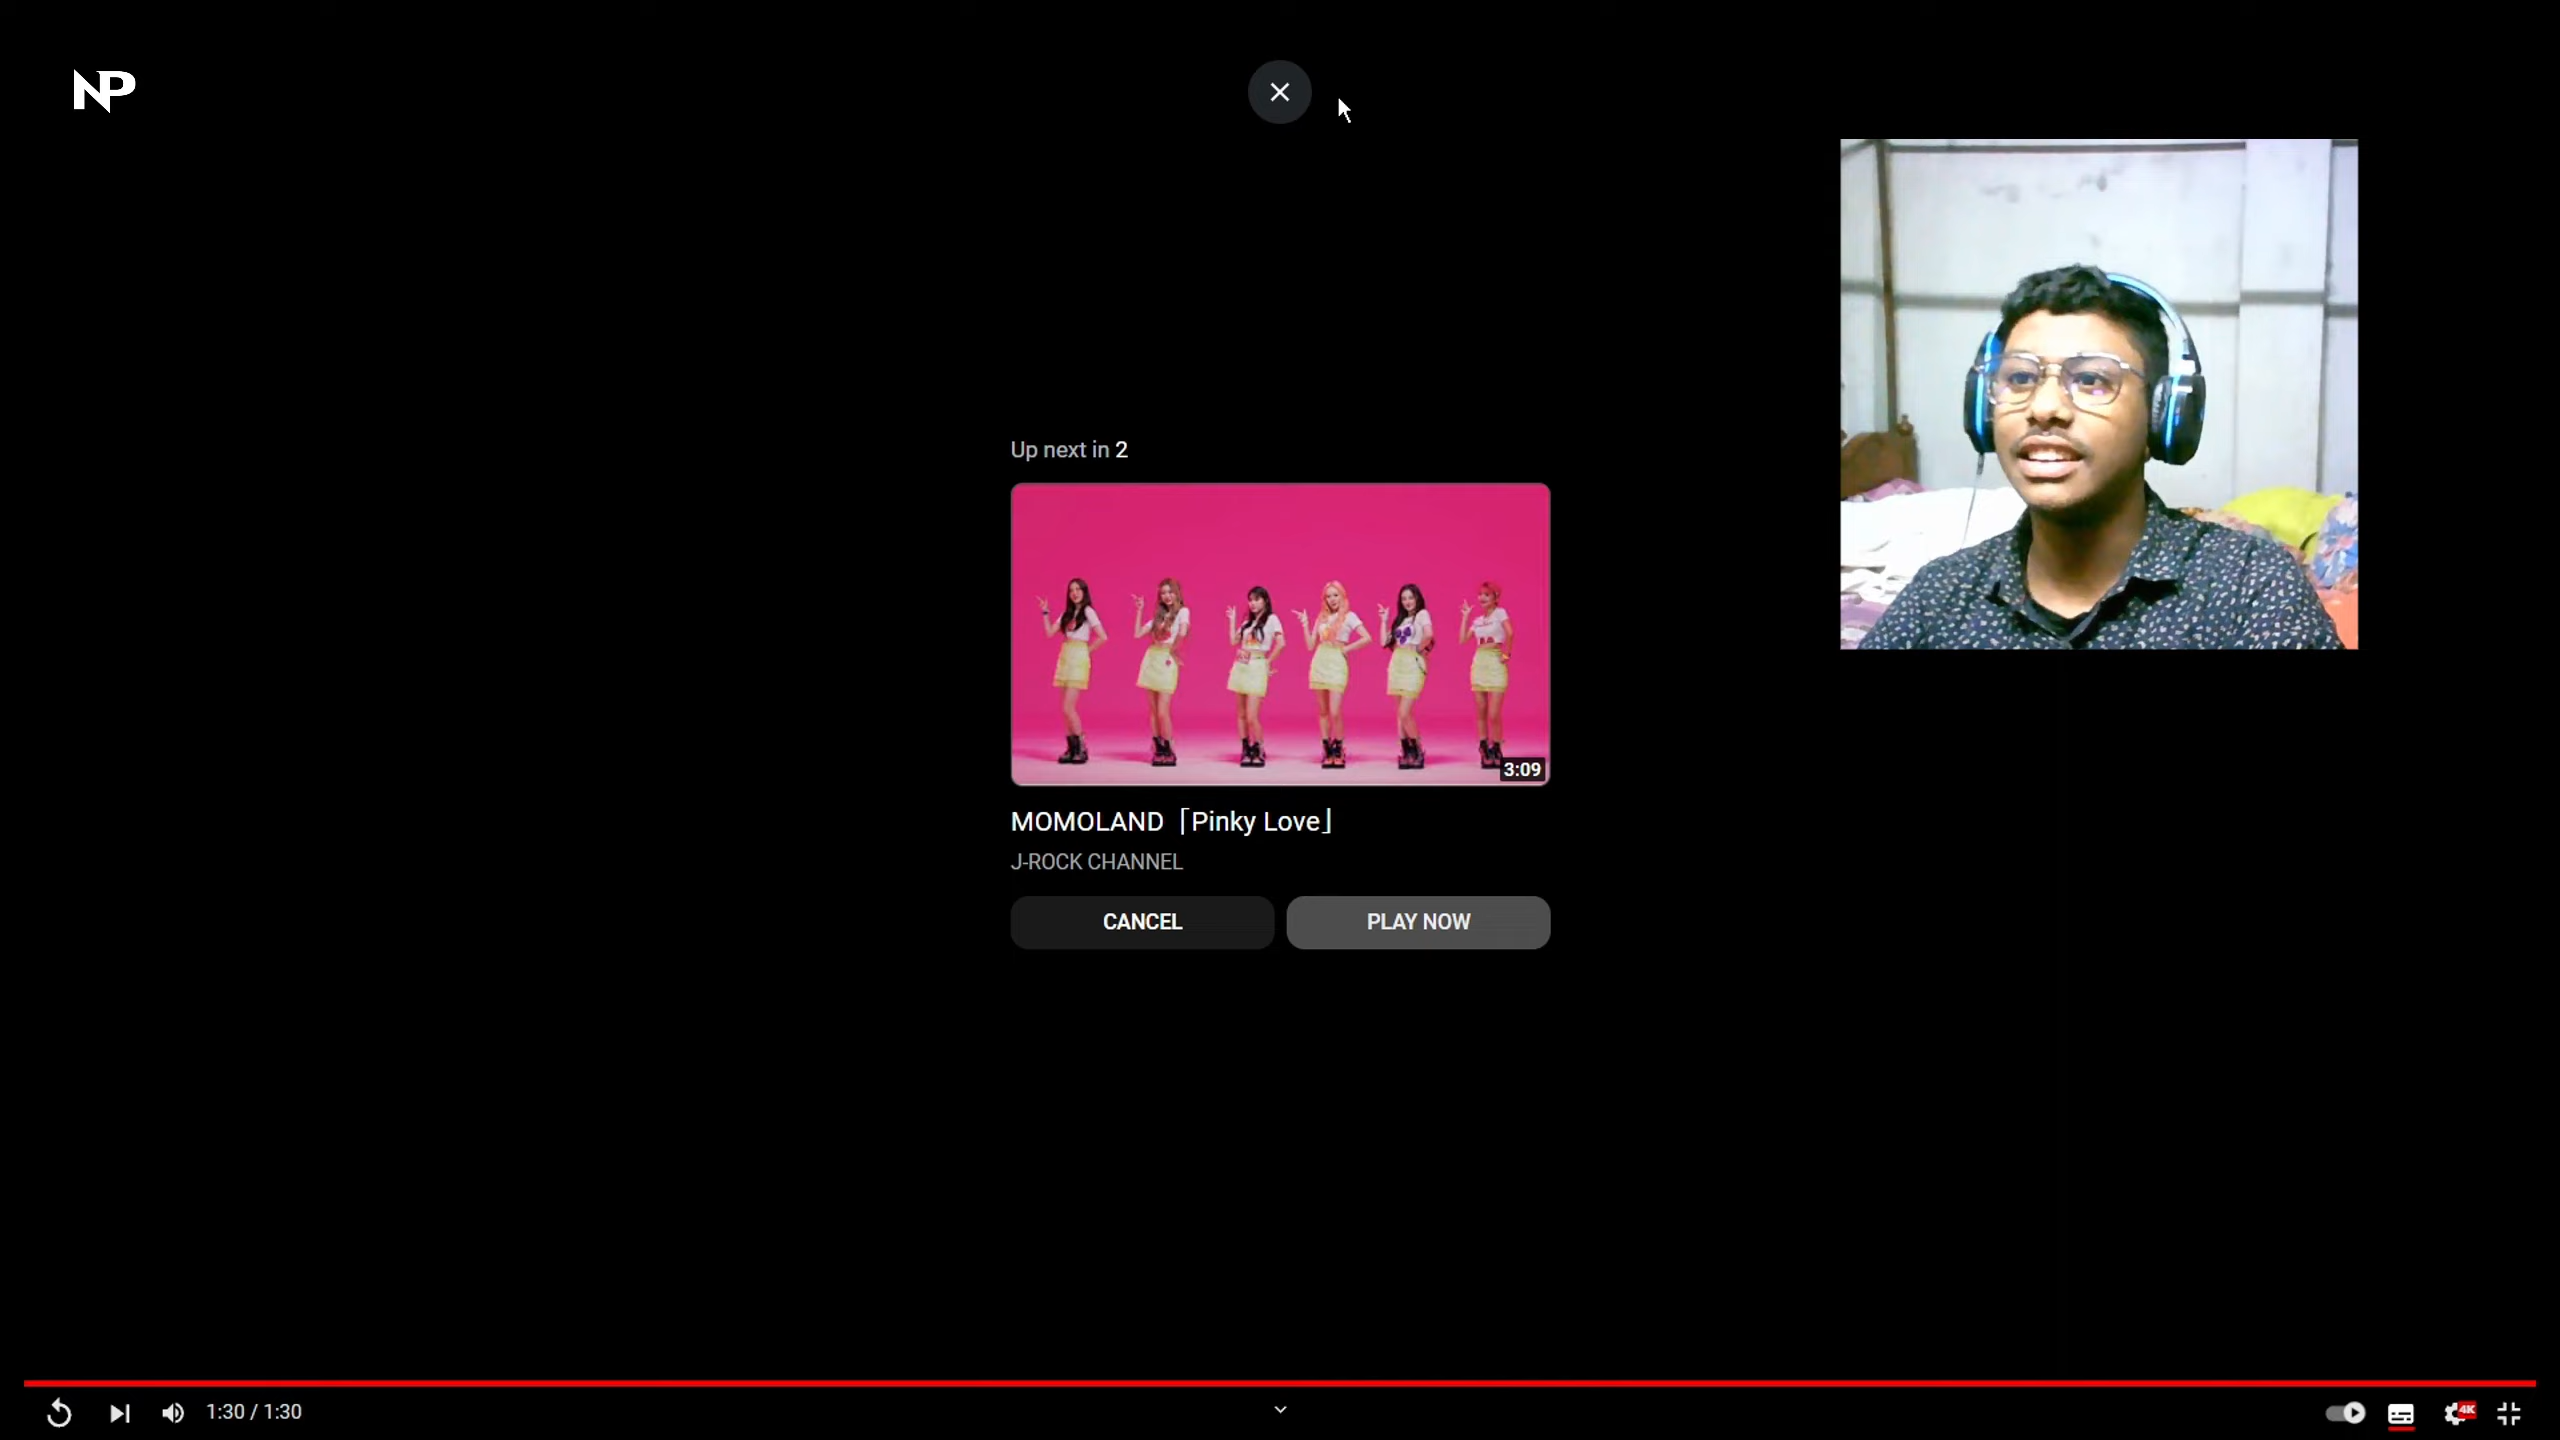 NP
Up next in 2
3:09
MOMOLAND「Pinky Love」
J-ROCK CHANNEL
CANCEL
PLAY NOW
1:30 / 1:30
4K